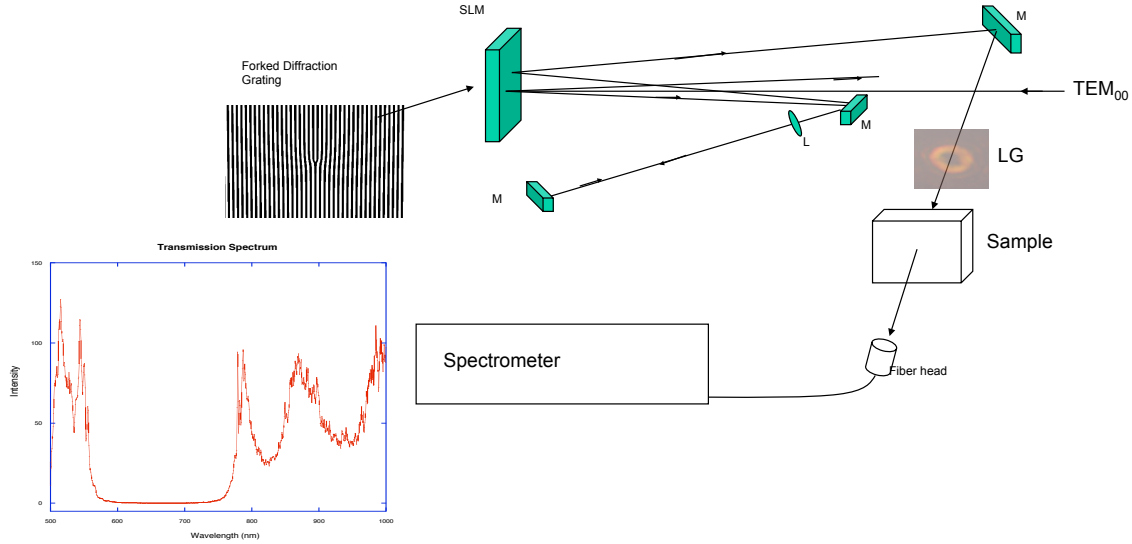 SLM
M
Forked Diffraction
Grating
TEM00
M
L
LG
M
Sample
Transmission Spectrum
150
100
50
0
Intensity
500
600
700
800
900
1000
Wavelength (nm)
Spectrometer
Fiber head